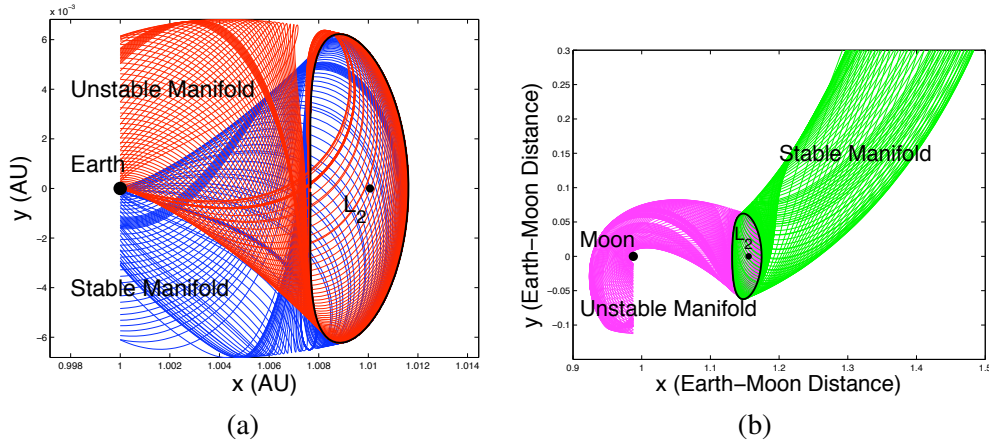 x 10⁻³
6
4
2
0
−2
−4
−6
Unstable Manifold
Earth
L2
Stable Manifold
0.998
1
1.002
1.004
1.006
1.008
1.01
1.012
1.014
x (AU)
y (AU)
(a)
0.3
0.25
0.2
0.15
0.1
0.05
0
−0.05
−0.1
Stable Manifold
L2
Moon
Unstable Manifold
0.9
1
1.1
1.2
1.3
1.4
1.5
x (Earth−Moon Distance)
y (Earth−Moon Distance)
(b)